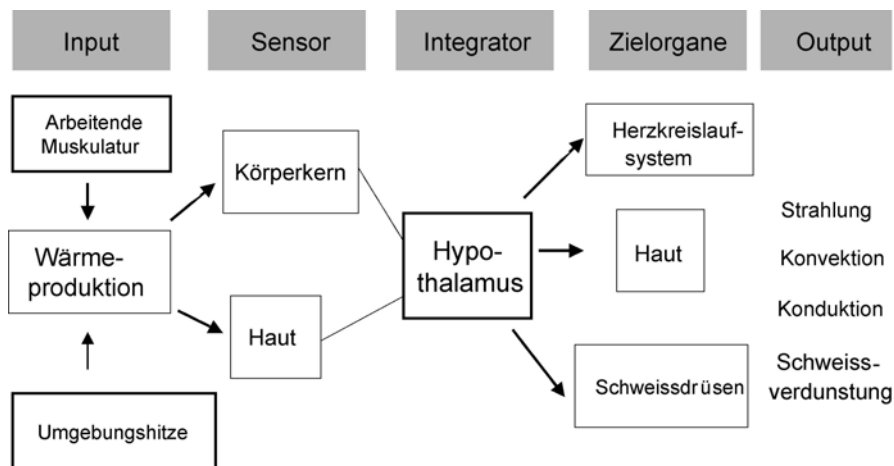 Input
Sensor
Integrator
Zielorgane
Output
Arbeitende
Muskulatur
Wärme-
produktion
Umgebungshitze
Körperkern
Haut
Hypo-
thalamus
Herzkreislauf-
system
Haut
Schweissdrüsen
Strahlung
Konvektion
Konduktion
Schweiss-
verdunstung